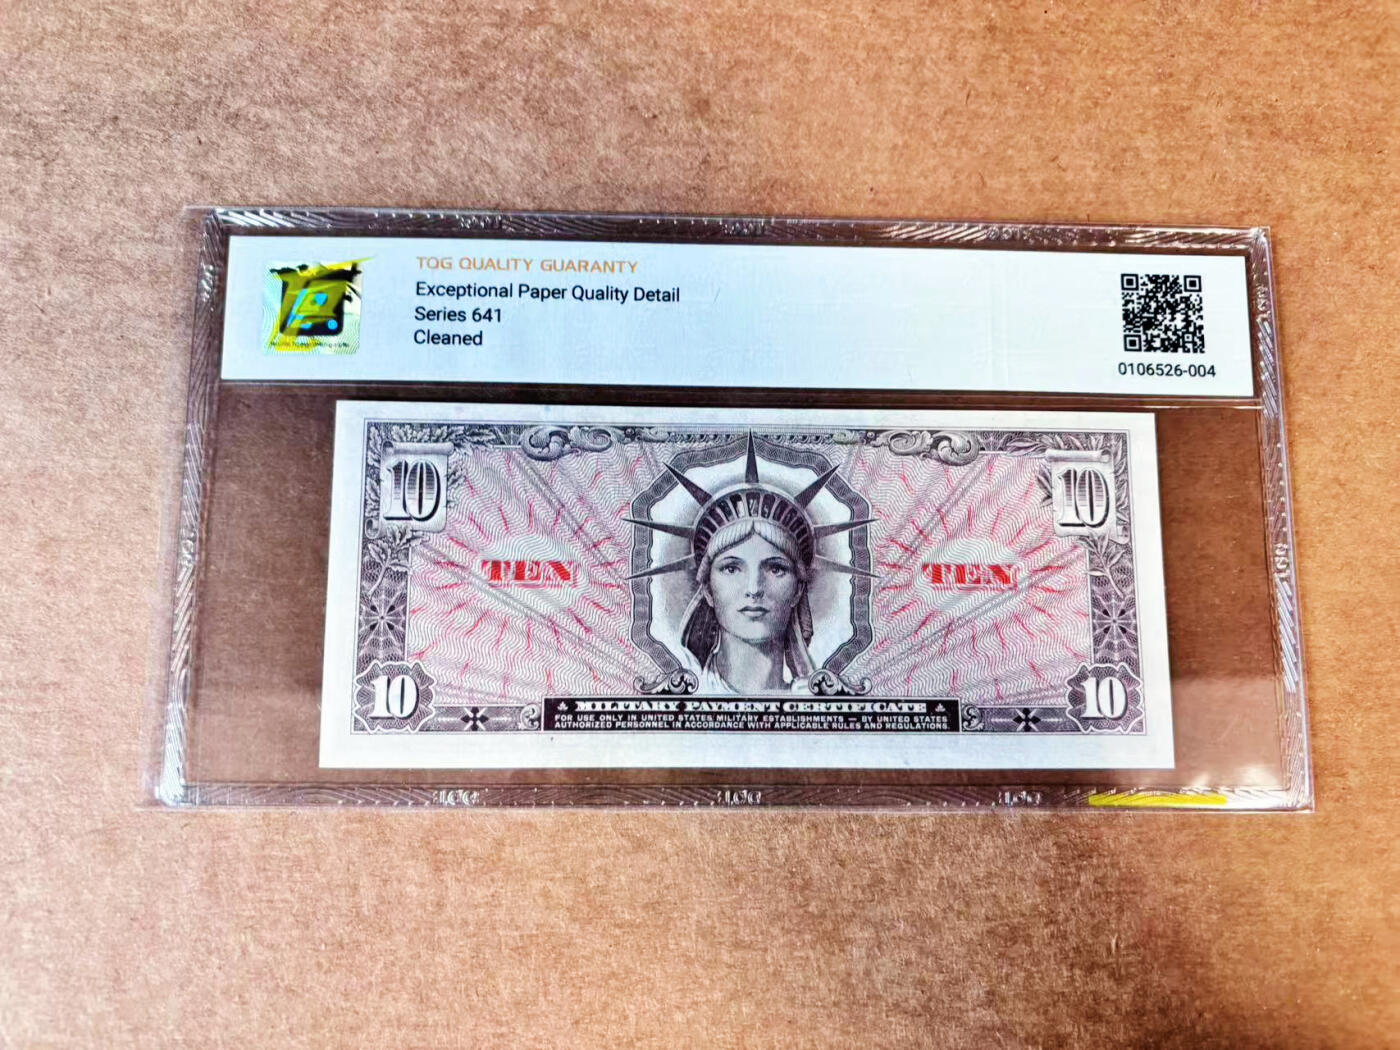 TQG QUALITY GUARANTY
Exceptional Paper Quality Detail
Series 641
Cleaned
0106526-004
10 10
TEN TEN
10 10
MILITARY PAYMENT CERTIFICATE
FOR USE ONLY IN UNITED STATES MILITARY ESTABLISHMENTS — BY UNITED STATES
AUTHORIZED PERSONNEL IN ACCORDANCE WITH APPLICABLE RULES AND REGULATIONS.